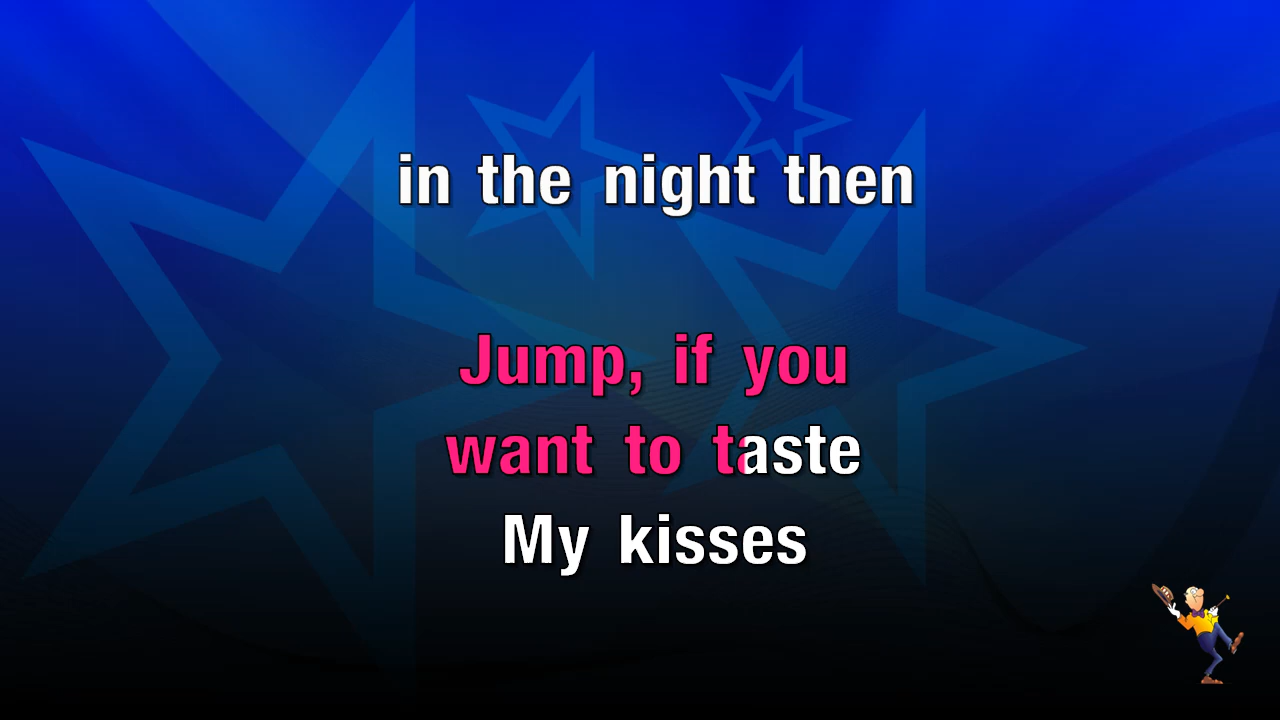 in the night then
Jump, if you
want to taste
My kisses